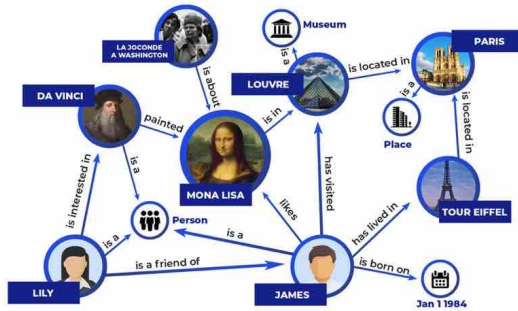 Museum
LA JOCONDE
A WASHINGTON
is a
PARIS
LOUVRE
is located in
is about
DA VINCI
is a
is in
painted
Place
is located in
is a
MONA LISA
has visited
is interested in
TOUR EIFFEL
Person
likes
has lived in
is a
is a
is a friend of
is born on
LILY
JAMES
Jan 1 1984